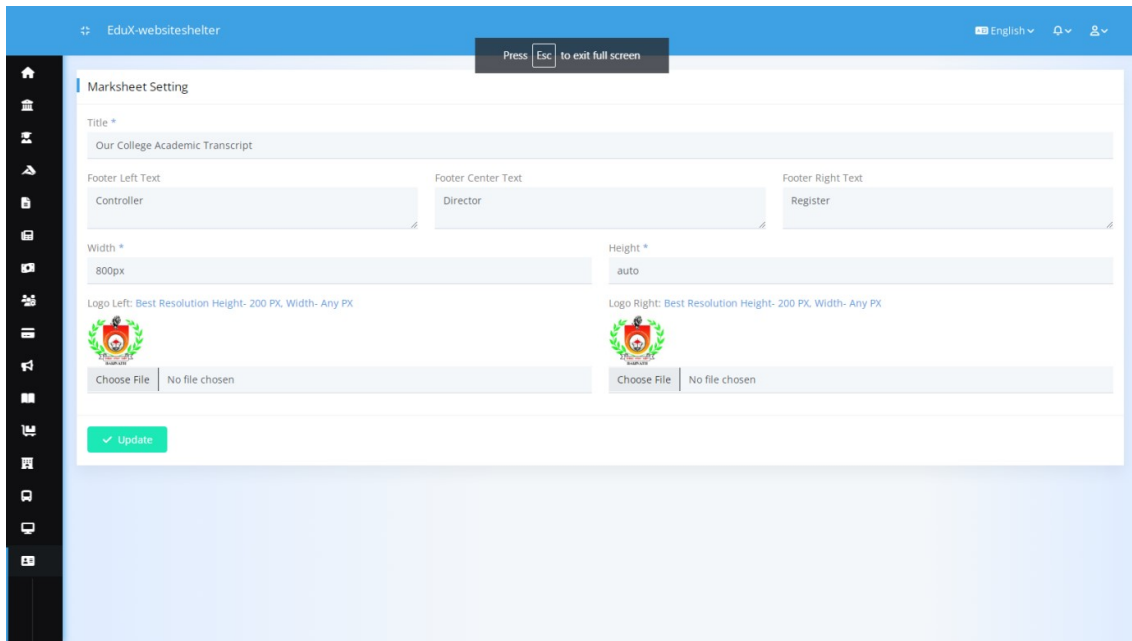 EduX-websiteshelter
English
Press Esc to exit full screen
Marksheet Setting
Title *
Our College Academic Transcript
Footer Left Text
Footer Center Text
Footer Right Text
Controller
Director
Register
Width *
Height *
800px
auto
Logo Left: Best Resolution Height- 200 PX, Width- Any PX
Logo Right: Best Resolution Height- 200 PX, Width- Any PX
Choose File No file chosen
Choose File No file chosen
Update